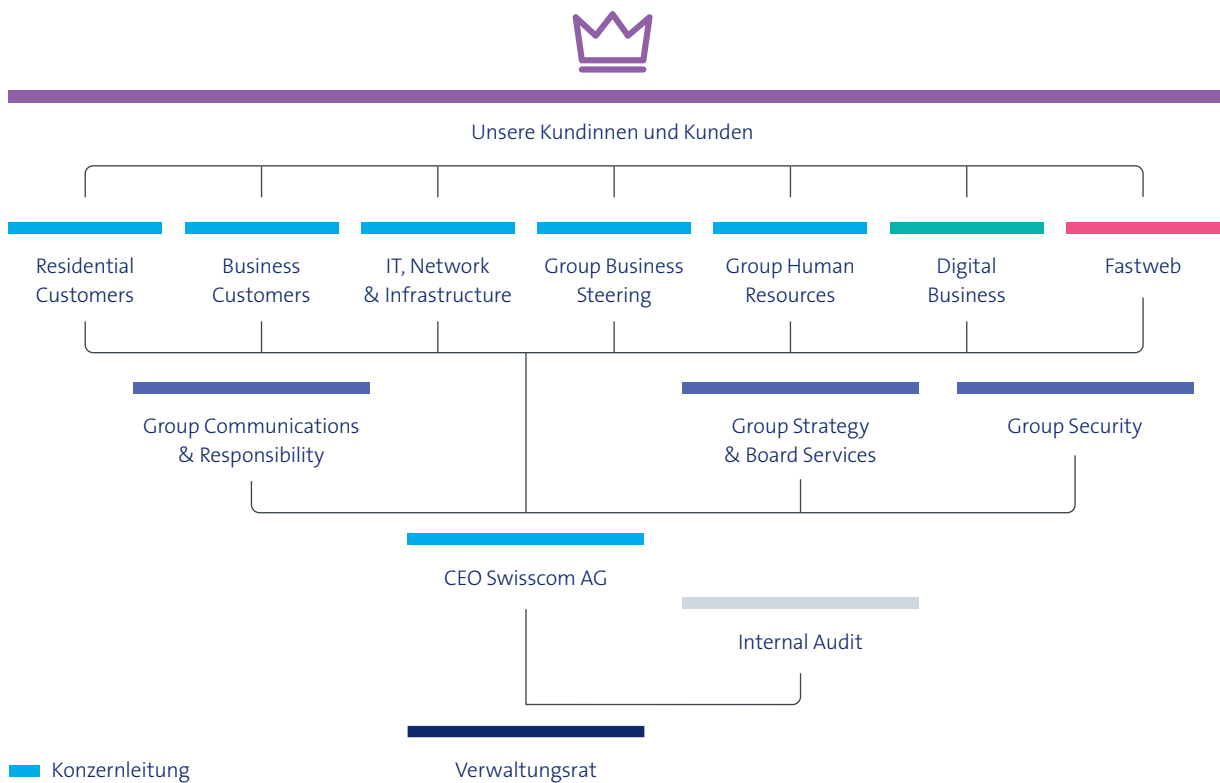 Unsere Kundinnen und Kunden
Residential
Customers
Business
Customers
IT, Network
& Infrastructure
Group Business
Steering
Group Human
Resources
Digital
Business
Fastweb
Group Communications
& Responsibility
Group Strategy
& Board Services
Group Security
CEO Swisscom AG
Internal Audit
Konzernleitung
Verwaltungsrat